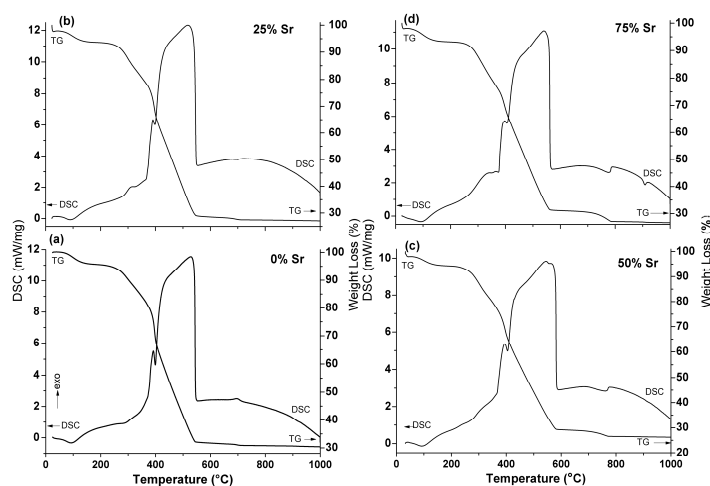 (b)
25% Sr
TG
DSC
DSC
TG
12
10
8
6
4
2
0
100
90
80
70
60
50
40
30
(d)
75% Sr
TG
DSC
DSC
TG
10
8
6
4
2
0
100
90
80
70
60
50
40
30
(a)
0% Sr
TG
exo
DSC
DSC
TG
12
10
8
6
4
2
0
100
90
80
70
60
50
40
30
0 200 400 600 800 1000
Temperature (°C)
DSC (mW/mg)
Weight Loss (%)
(c)
50% Sr
TG
DSC
DSC
TG
10
8
6
4
2
0
100
90
80
70
60
50
40
30
20
0 200 400 600 800 1000
Temperature (°C)
DSC (mW/mg)
Weight Loss (%)